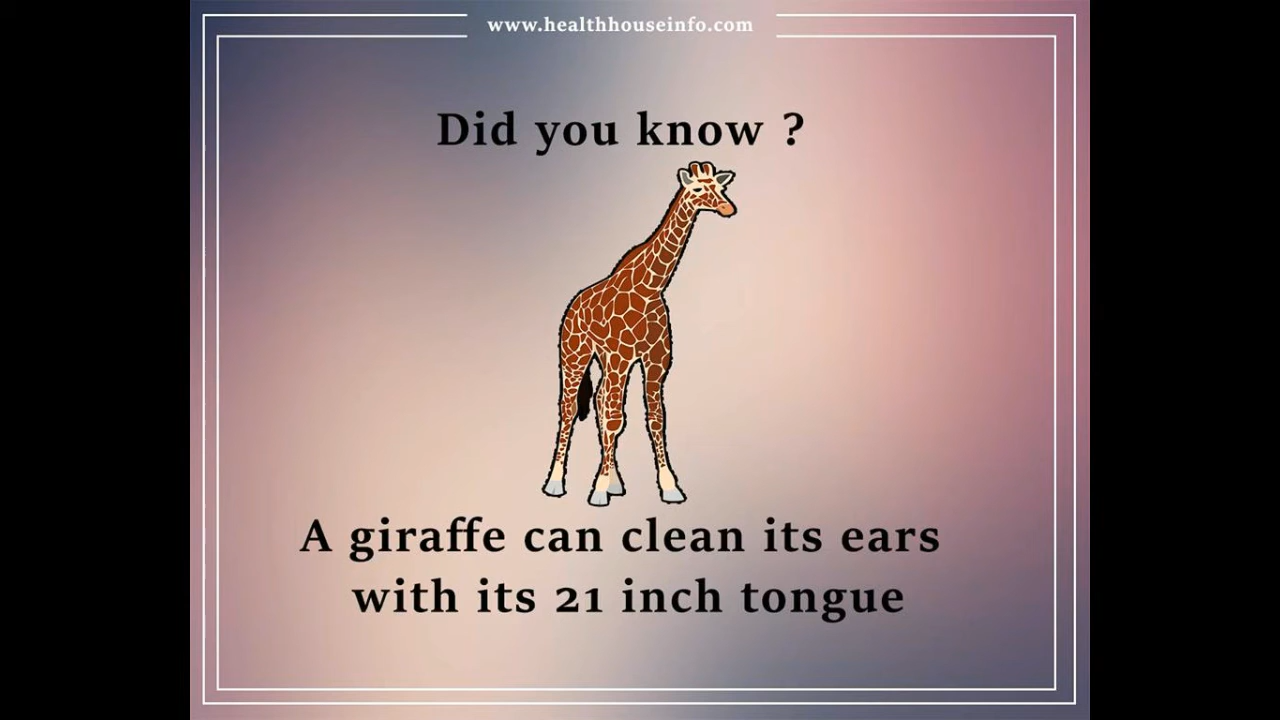 www.healthhouseinfo.com
Did you know ?
A giraffe can clean its ears
with its 21 inch tongue